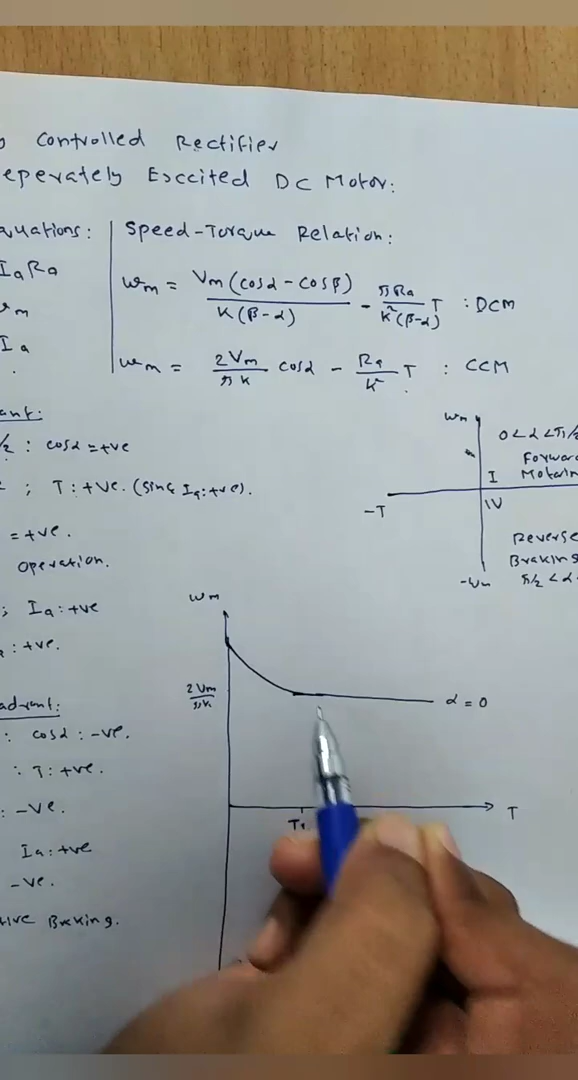 Controlled Rectifier
eperately Exccited DC Motor:
quations:
IaRa
Ia
Speed-Torque Relation:
ωm = Vm(cosα - cosβ) / K(β-α) - πRa / K²(β-α) T : DCM
ωm = 2Vm / πK cosα - Ra / K² T : CCM
ant:
: cosα = +ve
; T: +ve. (Sinc Ia: +ve).
= +ve.
operation.
; Ia: +ve
: +ve.
adrant:
: cosα: -ve.
∴ T: +ve.
: -ve.
Ia: +ve
-ve.
tive Braking.
ωm
0<α<π/2
Forward
I Motoring
-T
IV
Reverse
Braking
-ωm π/2<α<
ωm
2Vm / πK
α = 0
T
T1